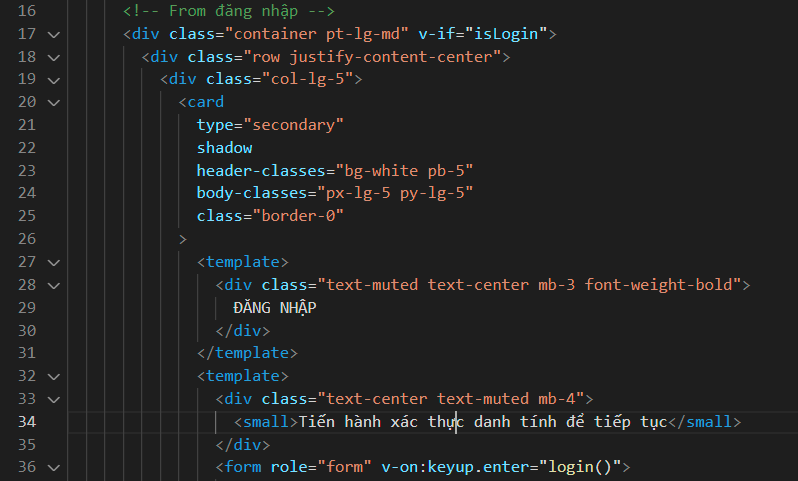 16 <!-- From đăng nhập -->
17 <div class="container pt-lg-md" v-if="isLogin">
18 <div class="row justify-content-center">
19 <div class="col-lg-5">
20 <card
21 type="secondary"
22 shadow
23 header-classes="bg-white pb-5"
24 body-classes="px-lg-5 py-lg-5"
25 class="border-0"
26 >
27 <template>
28 <div class="text-muted text-center mb-3 font-weight-bold">
29 ĐĂNG NHẬP
30 </div>
31 </template>
32 <template>
33 <div class="text-center text-muted mb-4">
34 <small>Tiến hành xác thực danh tính để tiếp tục</small>
35 </div>
36 <form role="form" v-on:keyup.enter="login()">